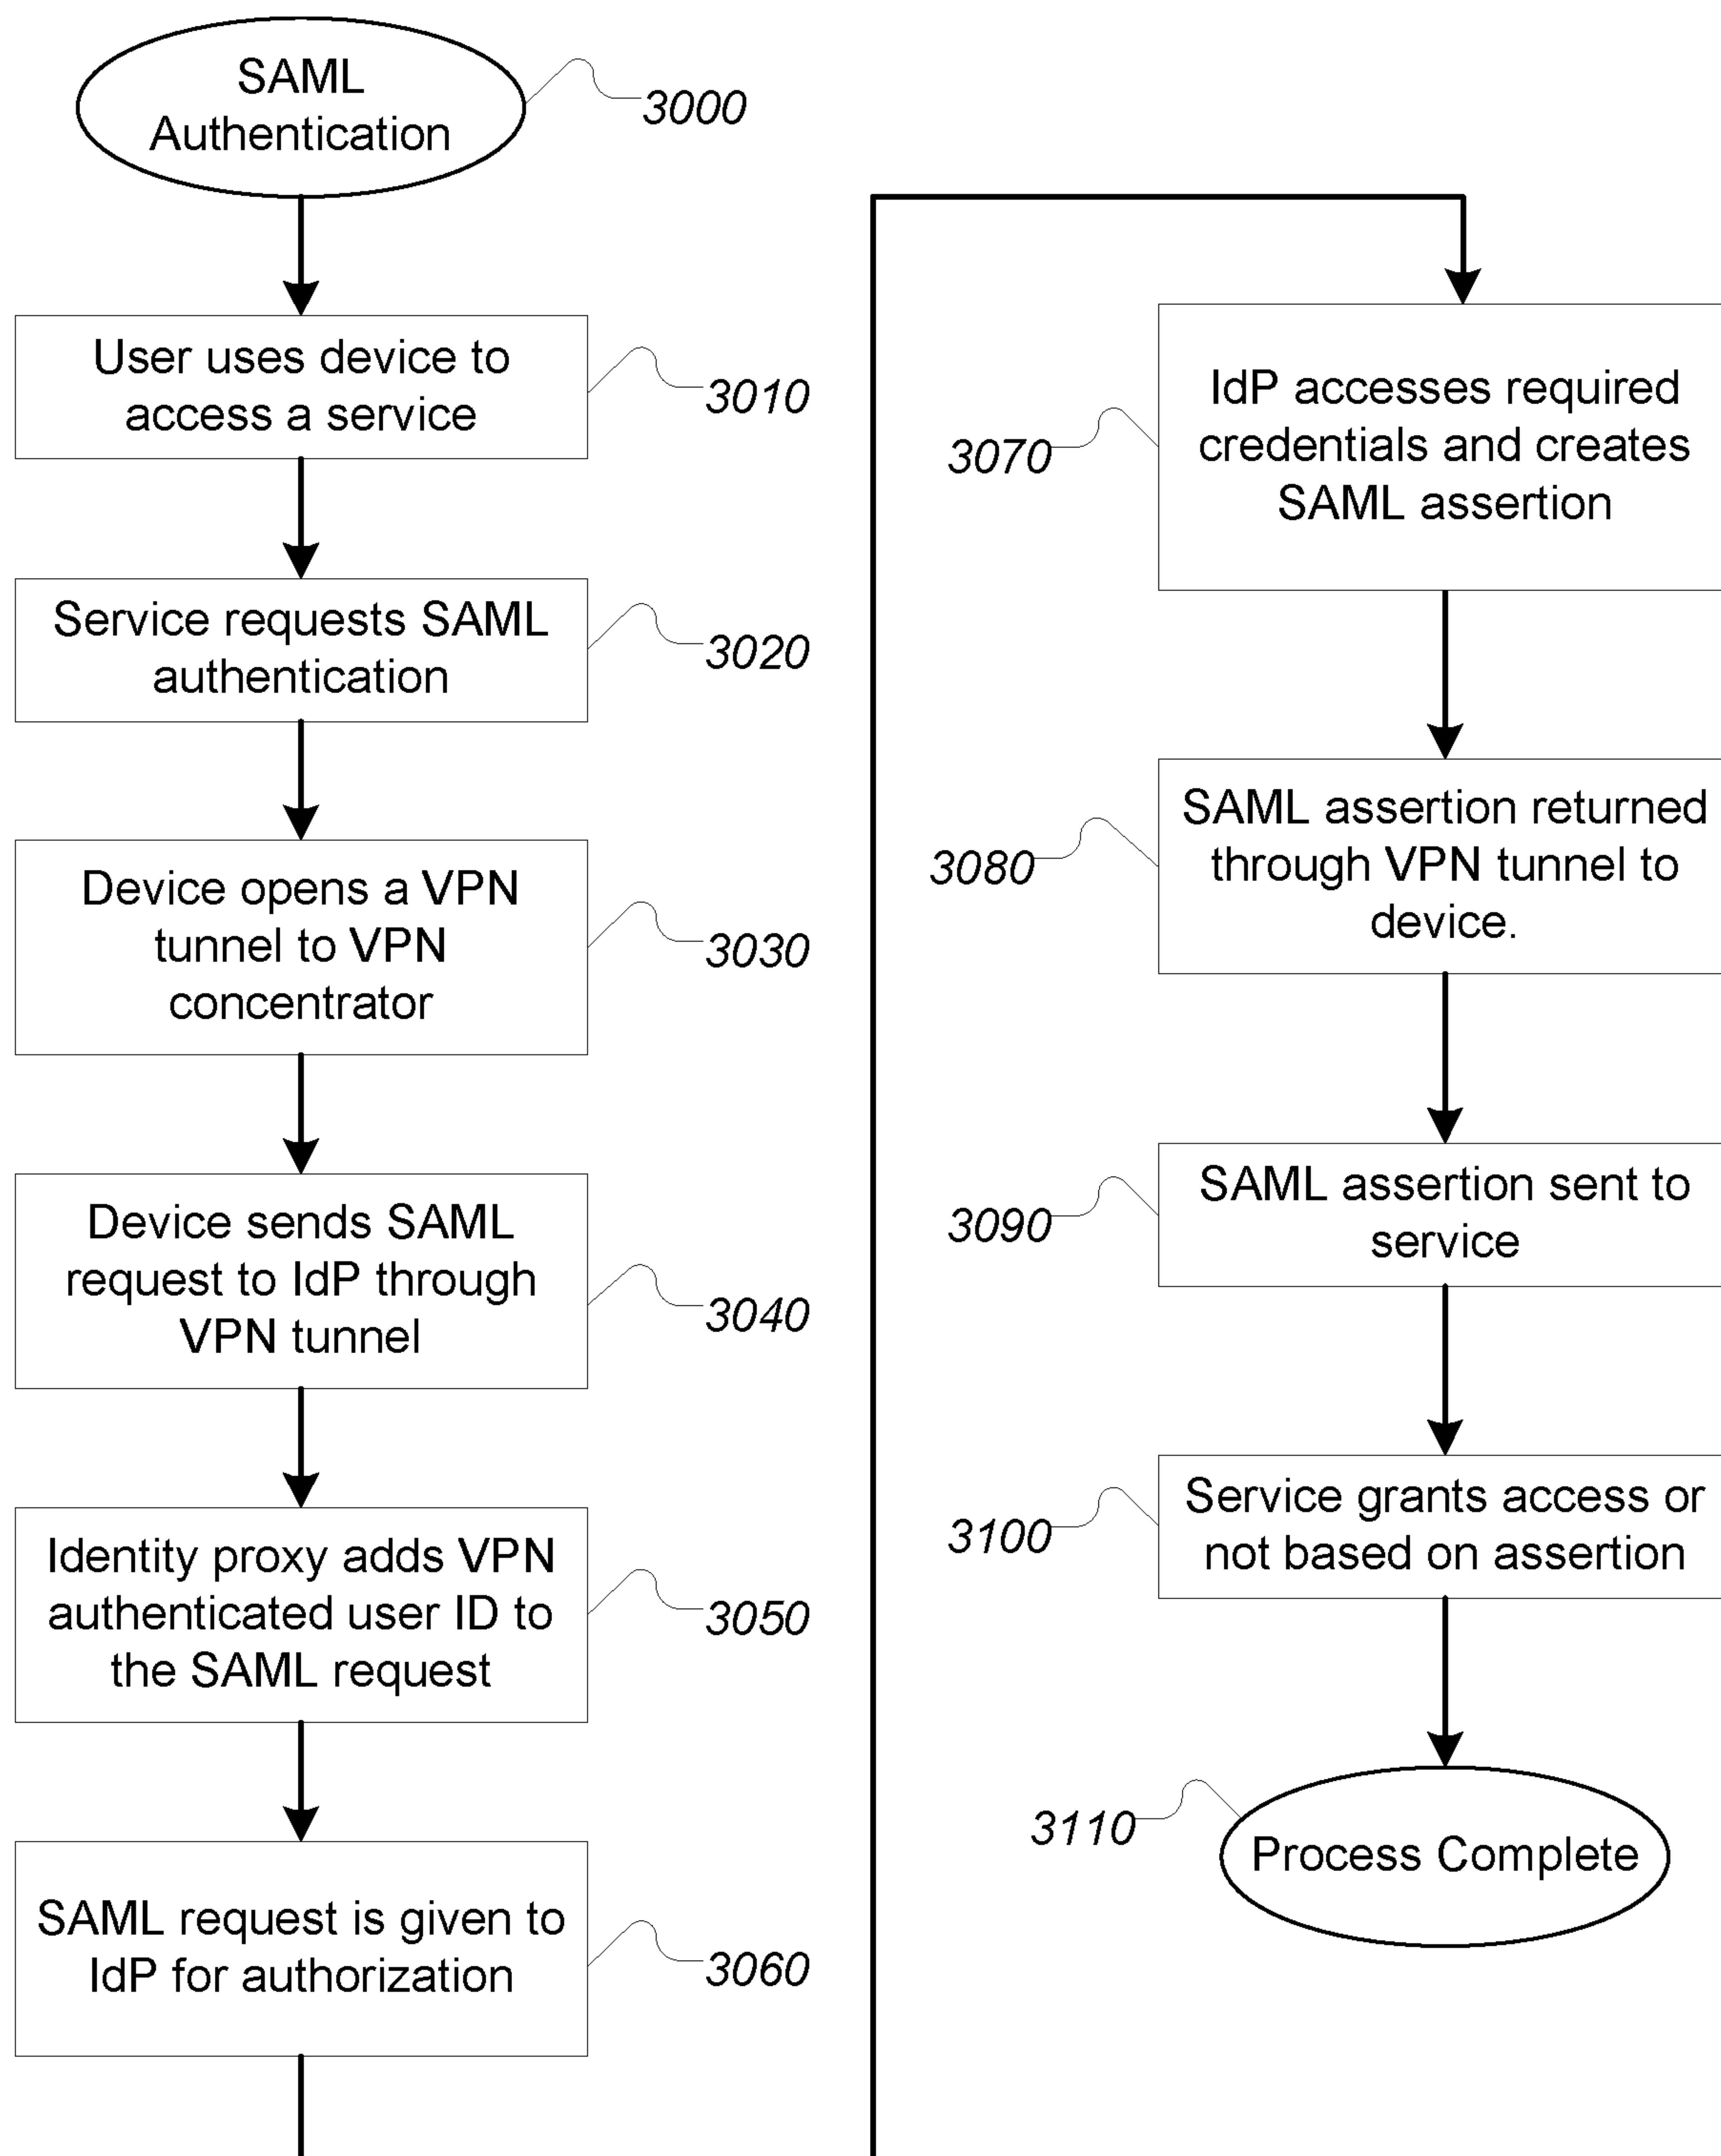 SAML
Authentication
3000
User uses device to
access a service
3010
Service requests SAML
authentication
3020
Device opens a VPN
tunnel to VPN
concentrator
3030
Device sends SAML
request to IdP through
VPN tunnel
3040
Identity proxy adds VPN
authenticated user ID to
the SAML request
3050
SAML request is given to
IdP for authorization
3060
IdP accesses required
credentials and creates
SAML assertion
3070
SAML assertion returned
through VPN tunnel to
device.
3080
SAML assertion sent to
service
3090
Service grants access or
not based on assertion
3100
Process Complete
3110